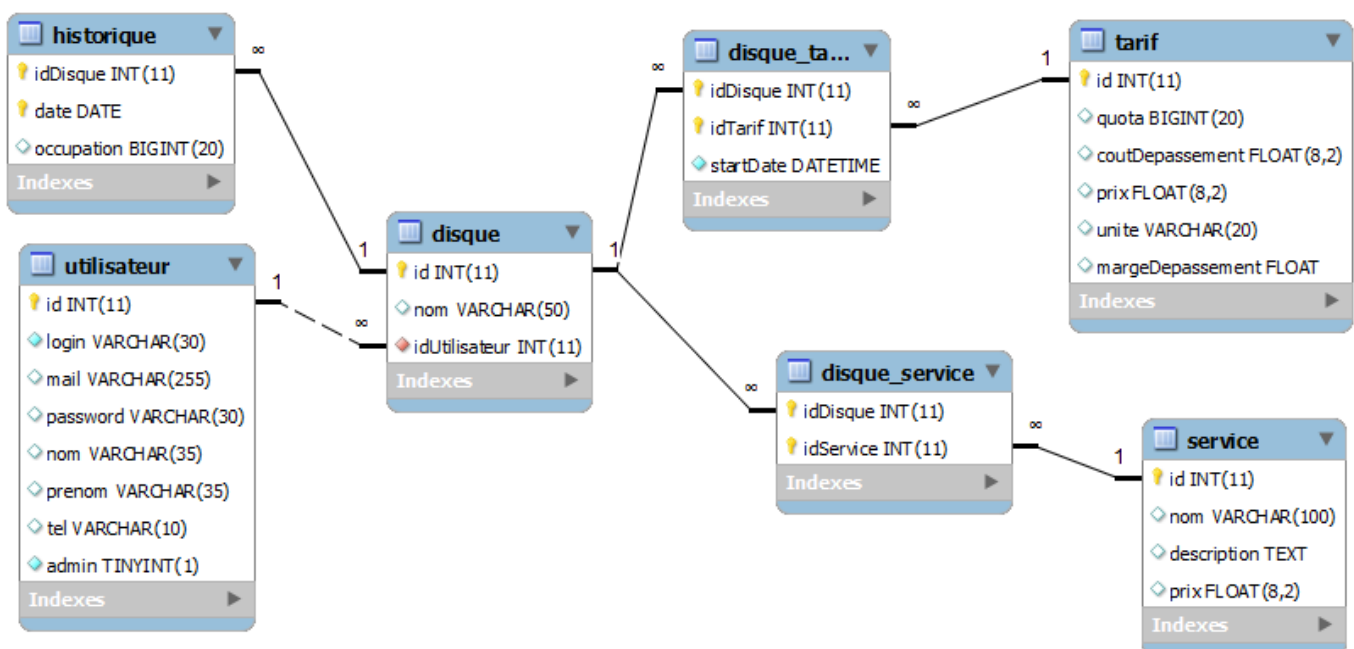 historique
idDisque INT(11)
date DATE
occupation BIGINT(20)
Indexes
∞
1
utilisateur
id INT(11)
login VARCHAR(30)
mail VARCHAR(255)
password VARCHAR(30)
nom VARCHAR(35)
prenom VARCHAR(35)
tel VARCHAR(10)
admin TINYINT(1)
Indexes
1
∞
disque
id INT(11)
nom VARCHAR(50)
idUtilisateur INT(11)
Indexes
1
∞
disque_ta...
idDisque INT(11)
idTarif INT(11)
startDate DATETIME
Indexes
∞
1
tarif
id INT(11)
quota BIGINT(20)
coutDepassement FLOAT(8,2)
prix FLOAT(8,2)
unite VARCHAR(20)
margeDepassement FLOAT
Indexes
∞
disque_service
idDisque INT(11)
idService INT(11)
Indexes
∞
1
service
id INT(11)
nom VARCHAR(100)
description TEXT
prix FLOAT(8,2)
Indexes